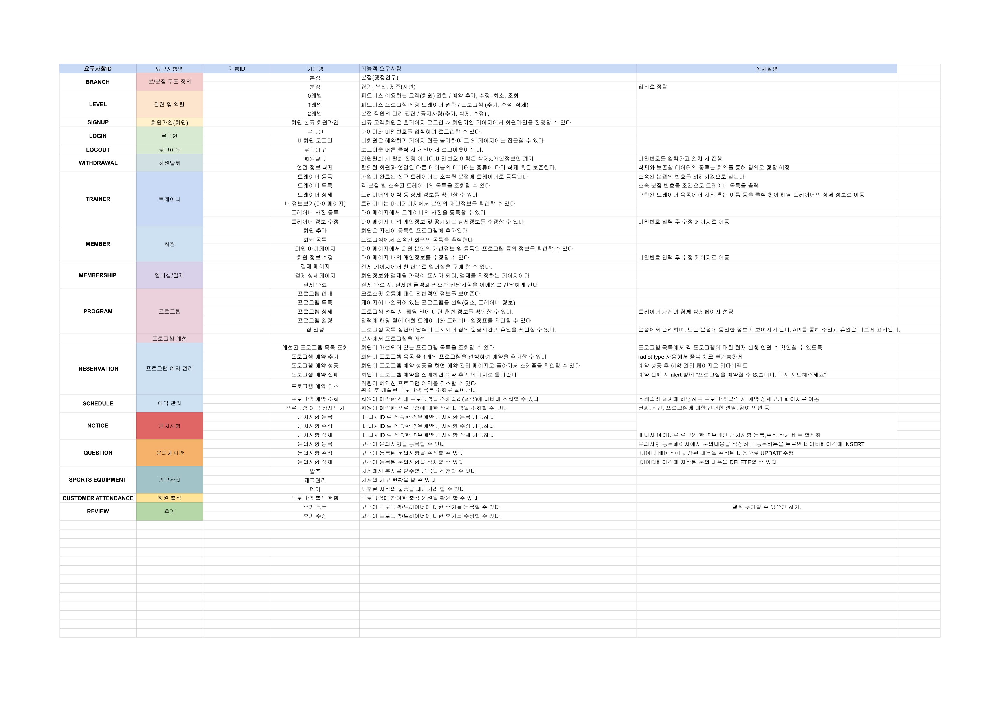 요구사항ID 요구사항명 기능ID 기능명 기능적 요구사항 상세설명
BRANCH 본/분점 구조 정의 본점 본점(행정업무)
분점 경기, 부산, 제주(시설) 임의로 정함
LEVEL 권한 및 역할 0레벨 피트니스 이용하는 고객(회원) 권한 / 예약 추가, 수정, 취소, 조회
1레벨 피트니스 프로그램 진행 트레이너 권한 / 프로그램 (추가, 수정, 삭제)
2레벨 본점 직원의 관리 권한 / 공지사항(추가, 삭제, 수정) ,
SIGNUP 회원가입(회원) 회원 신규 회원가입 신규 고객회원은 홈페이지 로그인 -> 회원가입 페이지에서 회원가입을 진행할 수 있다
LOGIN 로그인 로그인 아이디와 비밀번호를 입력하여 로그인할 수 있다.
비회원 로그인 비회원은 예약하기 페이지 접근 불가하며 그 외 페이지에는 접근할 수 있다
LOGOUT 로그아웃 로그아웃 로그아웃 버튼 클릭 시 세션에서 로그아웃이 된다.
WITHDRAWAL 회원탈퇴 회원탈퇴 회원탈퇴 시 탈퇴 진행 아이디,비밀번호 이력은 삭제x,개인정보만 폐기 비밀번호를 입력하고 일치 시 진행
연관 정보 삭제 탈퇴한 회원과 연결된 다른 테이블의 데이터는 종류에 따라 삭제 혹은 보존한다. 삭제와 보존할 데이터의 종류는 회의를 통해 임의로 정할 예정
TRAINER 트레이너 트레이너 등록 가입이 완료된 신규 트레이너는 소속될 분점에 트레이너로 등록된다 소속된 분점의 번호를 외래키값으로 받는다
트레이너 목록 각 분점 별 소속된 트레이너의 목록을 조회할 수 있다 소속 분점 번호를 조건으로 트레이너 목록을 출력
트레이너 상세 트레이너의 이력 등 상세 정보를 확인할 수 있다 구현된 트레이너 목록에서 사진 혹은 이름 등을 클릭 하여 해당 트레이너의 상세 정보로 이동
내 정보보기(마이페이지) 트레이너는 마이페이지에서 본인의 개인정보를 확인할 수 있다
트레이너 사진 등록 마이페이지에서 트레이너의 사진을 등록할 수 있다
트레이너 정보 수정 마이페이지 내의 개인정보 및 공개되는 상세정보를 수정할 수 있다 비밀번호 입력 후 수정 페이지로 이동
MEMBER 회원 회원 추가 회원은 자신이 등록한 프로그램에 추가된다
회원 목록 프로그램에서 소속된 회원의 목록을 출력한다
회원 마이페이지 마이페이지에서 회원 본인의 개인정보 및 등록된 프로그램 등의 정보를 확인할 수 있다
회원 정보 수정 마이페이지 내의 개인정보를 수정할 수 있다 비밀번호 입력 후 수정 페이지로 이동
MEMBERSHIP 멤버십/결제 결제 페이지 결제 페이지에서 월 단위로 멤버십을 구매 할 수 있다.
결제 상세페이지 회원정보와 결제될 가격이 표시가 되며, 결제를 확정하는 페이지이다
결제 완료 결제 완료 시, 결제한 금액과 필요한 전달사항을 이메일로 전달하게 된다
PROGRAM 프로그램 프로그램 안내 크로스핏 운동에 대한 전반적인 정보를 보여준다
프로그램 목록 페이지에 나열되어 있는 프로그램을 선택(장소, 트레이너 정보)
프로그램 상세 프로그램 선택 시, 해당 일에 대한 훈련 정보를 확인할 수 있다. 트레이너 사진과 함께 상세페이지 설명
프로그램 일정 달력에 해당 월에 대한 트레이너와 트레이너 일정표를 확인할 수 있다
짐 일정 프로그램 목록 상단에 달력이 표시되어 짐의 운영시간과 휴일을 확인할 수 있다. 본점에서 관리하며, 모든 분점에 동일한 정보가 보여지게 된다. API를 통해 주말과 휴일은 다르게 표시된다.
프로그램 개설 본사에서 프로그램을 개설
RESERVATION 프로그램 예약 관리 개설된 프로그램 목록 조회 회원이 개설되어 있는 프로그램 목록을 조회할 수 있다 프로그램 목록에서 각 프로그램에 대한 현재 신청 인원 수 확인할 수 있도록
프로그램 예약 추가 회원이 프로그램 목록 중 1개의 프로그램을 선택하여 예약을 추가할 수 있다 radiot type 사용해서 중복 체크 불가능하게
프로그램 예약 성공 회원이 프로그램 예약 성공을 하면 예약 관리 페이지로 돌아가서 스케줄을 확인할 수 있다 예약 성공 후 예약 관리 페이지로 리다이렉트
프로그램 예약 실패 회원이 프로그램 예약을 실패하면 예약 추가 페이지로 돌아간다 예약 실패 시 alert 창에 "프로그램을 예약할 수 없습니다. 다시 시도해주세요"
프로그램 예약 취소 회원이 예약한 프로그램 예약을 취소할 수 있다
취소 후 개설된 프로그램 목록 조회로 돌아간다
SCHEDULE 예약 관리 프로그램 예약 조회 회원이 예약한 전체 프로그램을 스케줄러(달력)에 나타내 조회할 수 있다 스케줄러 날짜에 해당하는 프로그램 클릭 시 예약 상세보기 페이지로 이동
프로그램 예약 상세보기 회원이 예약한 프로그램에 대한 상세 내역을 조회할 수 있다 날짜, 시간, 프로그램에 대한 간단한 설명, 참여 인원 등
NOTICE 공지사항 공지사항 등록 매니저ID 로 접속한 경우에만 공지사항 등록 가능하다
공지사항 수정 매니저ID 로 접속한 경우에만 공지사항 수정 가능하다
공지사항 삭제 매니저ID 로 접속한 경우에만 공지사항 삭제 가능하다 매니저 아이디로 로그인 한 경우에만 공지사항 등록,수정,삭제 버튼 활성화
QUESTION 문의게시판 문의사항 등록 고객이 문의사항을 등록할 수 있다 문의사항 등록페이지에서 문의내용을 작성하고 등록버튼을 누르면 데이터베이스에 INSERT
문의사항 수정 고객이 등록된 문의사항을 수정할 수 있다 데이터 베이스에 저장된 내용을 수정된 내용으로 UPDATE수행
문의사항 삭제 고객이 등록된 문의사항을 삭제할 수 있다 데이터베이스에 저장된 문의 내용을 DELETE할 수 있다
SPORTS EQUIPMENT 기구관리 발주 지점에서 본사로 발주할 품목을 신청할 수 있다
재고관리 지점의 재고 현황을 알 수 있다
폐기 노후된 지점의 물품을 폐기처리 할 수 있다
CUSTOMER ATTENDANCE 회원 출석 프로그램 출석 현황 프로그램에 참여한 출석 인원을 확인 할 수 있다.
REVIEW 후기 후기 등록 고객이 프로그램/트레이너에 대한 후기를 등록할 수 있다. 별점 추가할 수 있으면 하기.
후기 수정 고객이 프로그램/트레이너에 대한 후기를 수정할 수 있다.